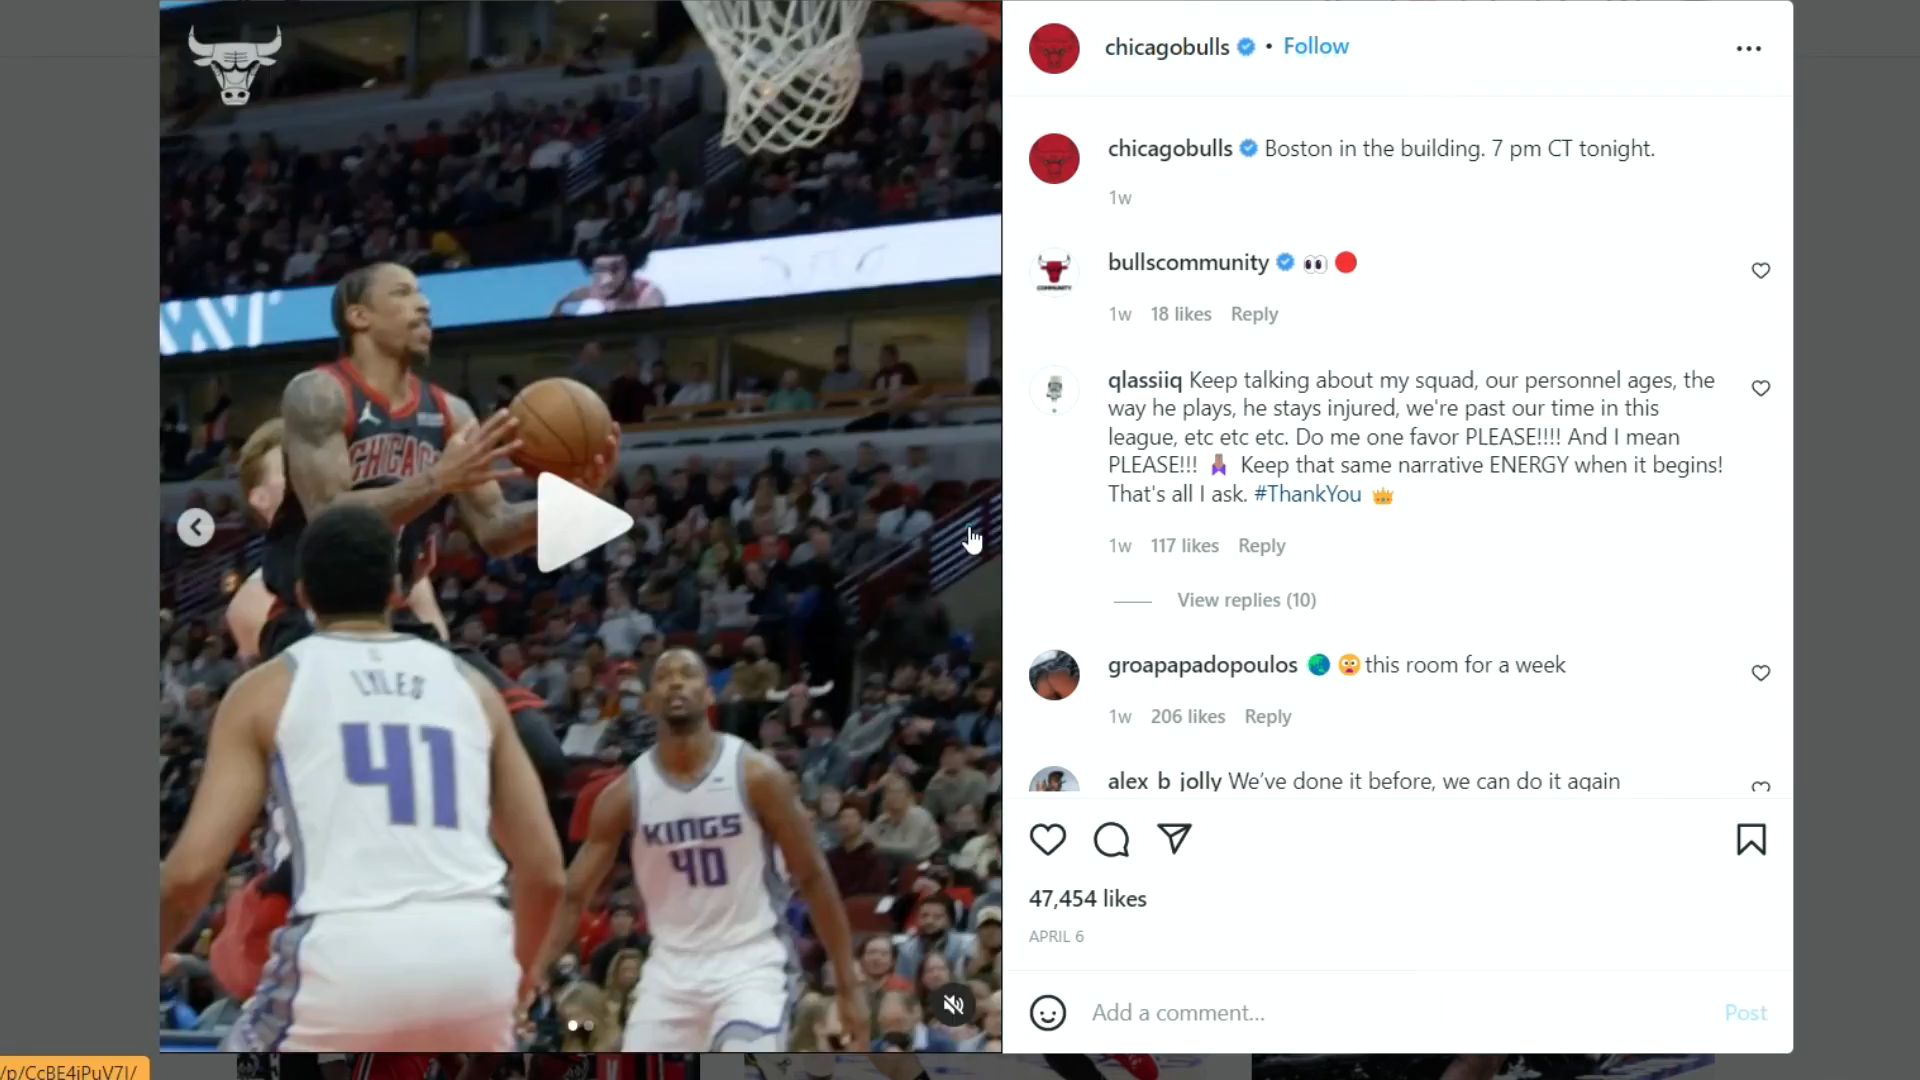 chicagobulls • Follow
chicagobulls Boston in the building. 7 pm CT tonight.
1w
bullscommunity 👀 🔴
1w 18 likes Reply
qlassiiq Keep talking about my squad, our personnel ages, the
way he plays, he stays injured, we're past our time in this
league, etc etc etc. Do me one favor PLEASE!!!! And I mean
PLEASE!!! Keep that same narrative ENERGY when it begins!
That's all I ask. #ThankYou 👑
1w 117 likes Reply
View replies (10)
groapapadopoulos 🌏 😳 this room for a week
1w 206 likes Reply
alex_b_jolly We've done it before, we can do it again
47,454 likes
APRIL 6
Add a comment...
Post
CHICAG
LYLES
41
KINGS
40
COMMUNITY
/p/CcBE4jPuV7I/